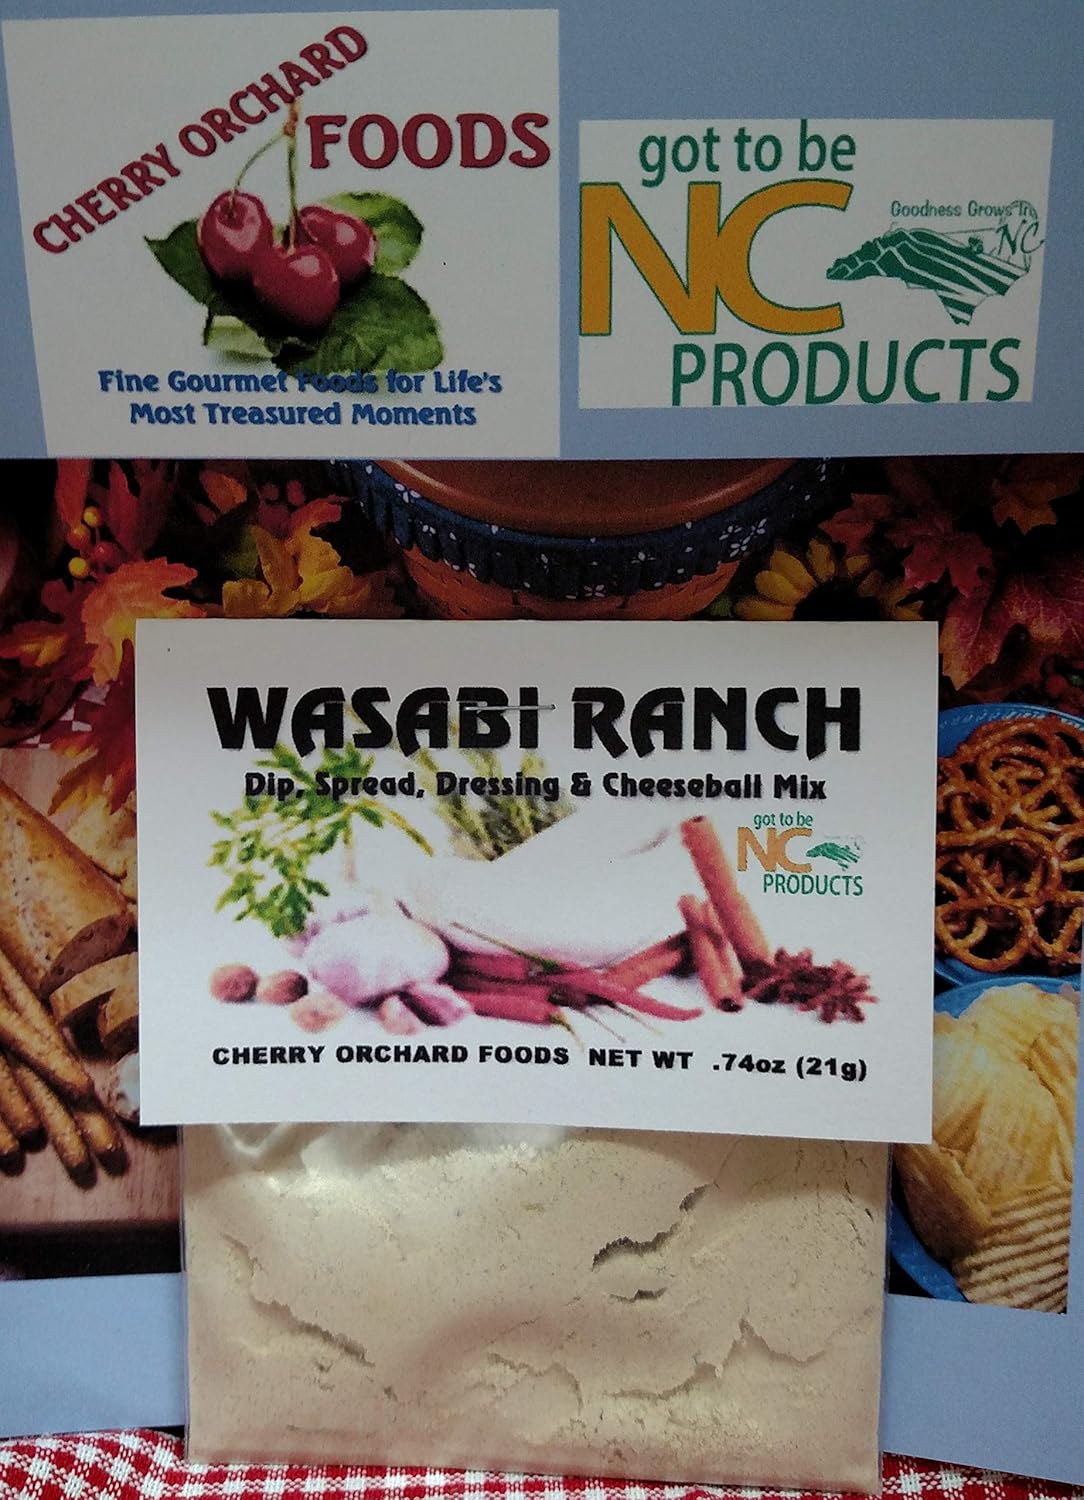 CHERRY ORCHARD
FOODS
Fine Gourmet Foods for Life's
Most Treasured Moments
got to be
NC
Goodness Grows In
NC
PRODUCTS
WASABI RANCH
Dip, Spread, Dressing & Cheeseball Mix
got to be
NC
PRODUCTS
CHERRY ORCHARD FOODS NET WT .74oz (21g)